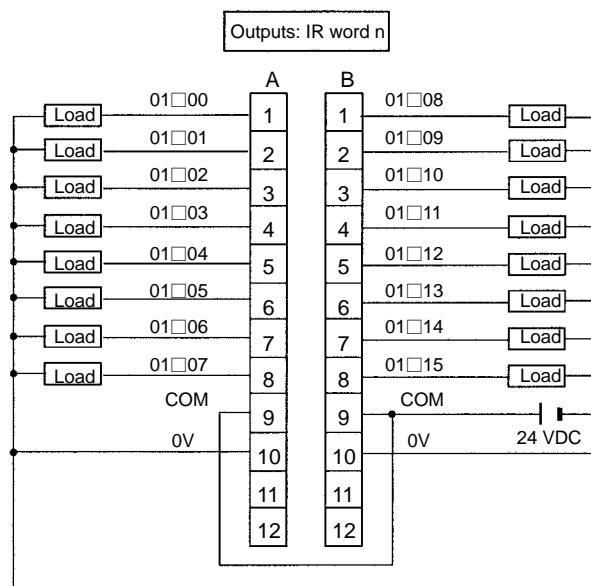 Outputs: IR word n
A B
Load 01□00 1 1 01□08 Load
Load 01□01 2 2 01□09 Load
Load 01□02 3 3 01□10 Load
Load 01□03 4 4 01□11 Load
Load 01□04 5 5 01□12 Load
Load 01□05 6 6 01□13 Load
Load 01□06 7 7 01□14 Load
Load 01□07 8 8 01□15 Load
COM 9 9 COM
0V 10 10 0V 24 VDC
11 11
12 12